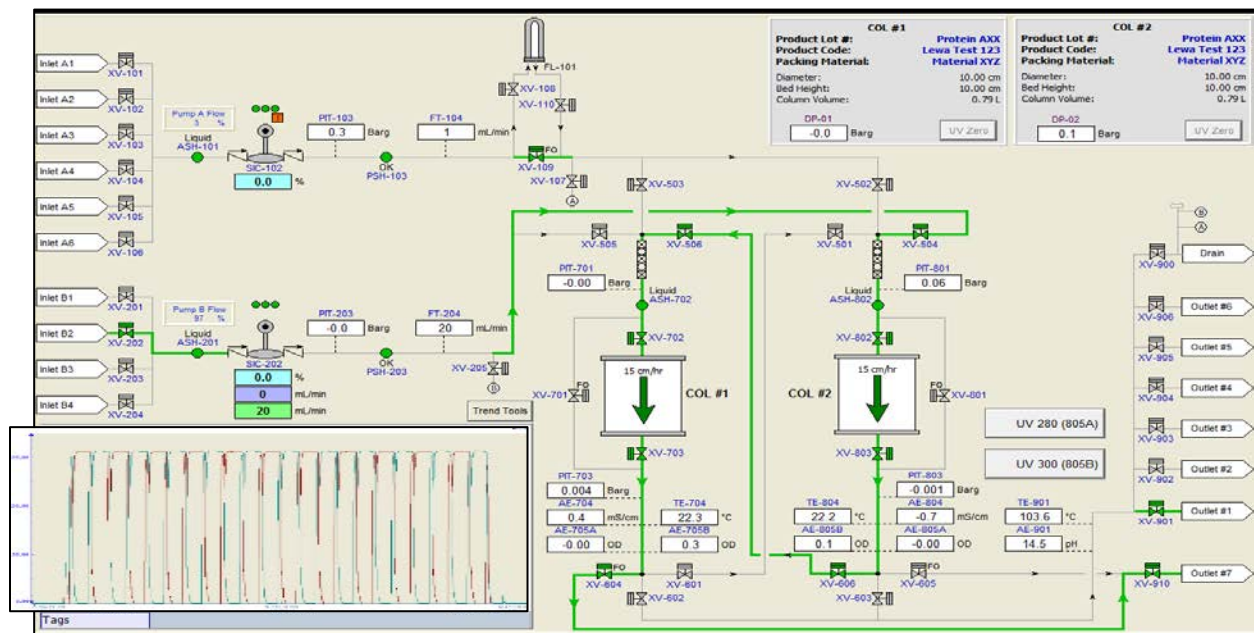 COL #1
Product Lot #: Protein AXX
Product Code: Lewa Test 123
Packing Material: Material XYZ
Diameter: 10.00 cm
Bed Height: 10.00 cm
Column Volume: 0.79 L
DP-01
-0.0 Barg
UV Zero
COL #2
Product Lot #: Protein AXX
Product Code: Lewa Test 123
Packing Material: Material XYZ
Diameter: 10.00 cm
Bed Height: 10.00 cm
Column Volume: 0.79 L
DP-02
0.1 Barg
UV Zero
Inlet A1
XV-101
Inlet A2
XV-102
Inlet A3
XV-103
Inlet A4
XV-104
Inlet A5
XV-105
Inlet A6
XV-106
Pump A Flow
3 %
Liquid
ASH-101
SIC-102
0.0 %
PIT-103
0.3 Barg
OK
PSH-103
FT-104
1 mL/min
FL-101
XV-108
XV-110
FO
XV-109
XV-107
A
XV-503
XV-502
Inlet B1
XV-201
Inlet B2
XV-202
Inlet B3
XV-203
Inlet B4
XV-204
Pump B Flow
97 %
Liquid
ASH-201
SIC-202
0.0 %
0 mL/min
20 mL/min
PIT-203
-0.0 Barg
OK
PSH-203
FT-204
20 mL/min
XV-205
B
Trend Tools
XV-505
XV-506
XV-501
XV-504
PIT-701
-0.00 Barg
Liquid
ASH-702
XV-702
15 cm/hr
FO
XV-701
COL #1
XV-703
PIT-703
0.004 Barg
AE-704
0.4 mS/cm
TE-704
22.3 °C
AE-705A
-0.00 OD
AE-705B
0.3 OD
FO
XV-604
XV-601
XV-602
PIT-801
0.06 Barg
Liquid
ASH-802
XV-802
15 cm/hr
COL #2
FO
XV-801
XV-803
PIT-803
-0.001 Barg
TE-804
22.2 °C
AE-804
-0.7 mS/cm
AE-805B
0.1 OD
AE-805A
-0.00 OD
XV-606
FO
XV-605
XV-603
TE-901
103.6 °C
AE-901
14.5 pH
UV 280 (805A)
UV 300 (805B)
B
A
XV-900
Drain
XV-906
Outlet #6
XV-905
Outlet #5
XV-904
Outlet #4
XV-903
Outlet #3
XV-902
Outlet #2
XV-901
Outlet #1
XV-910
Outlet #7
Tags